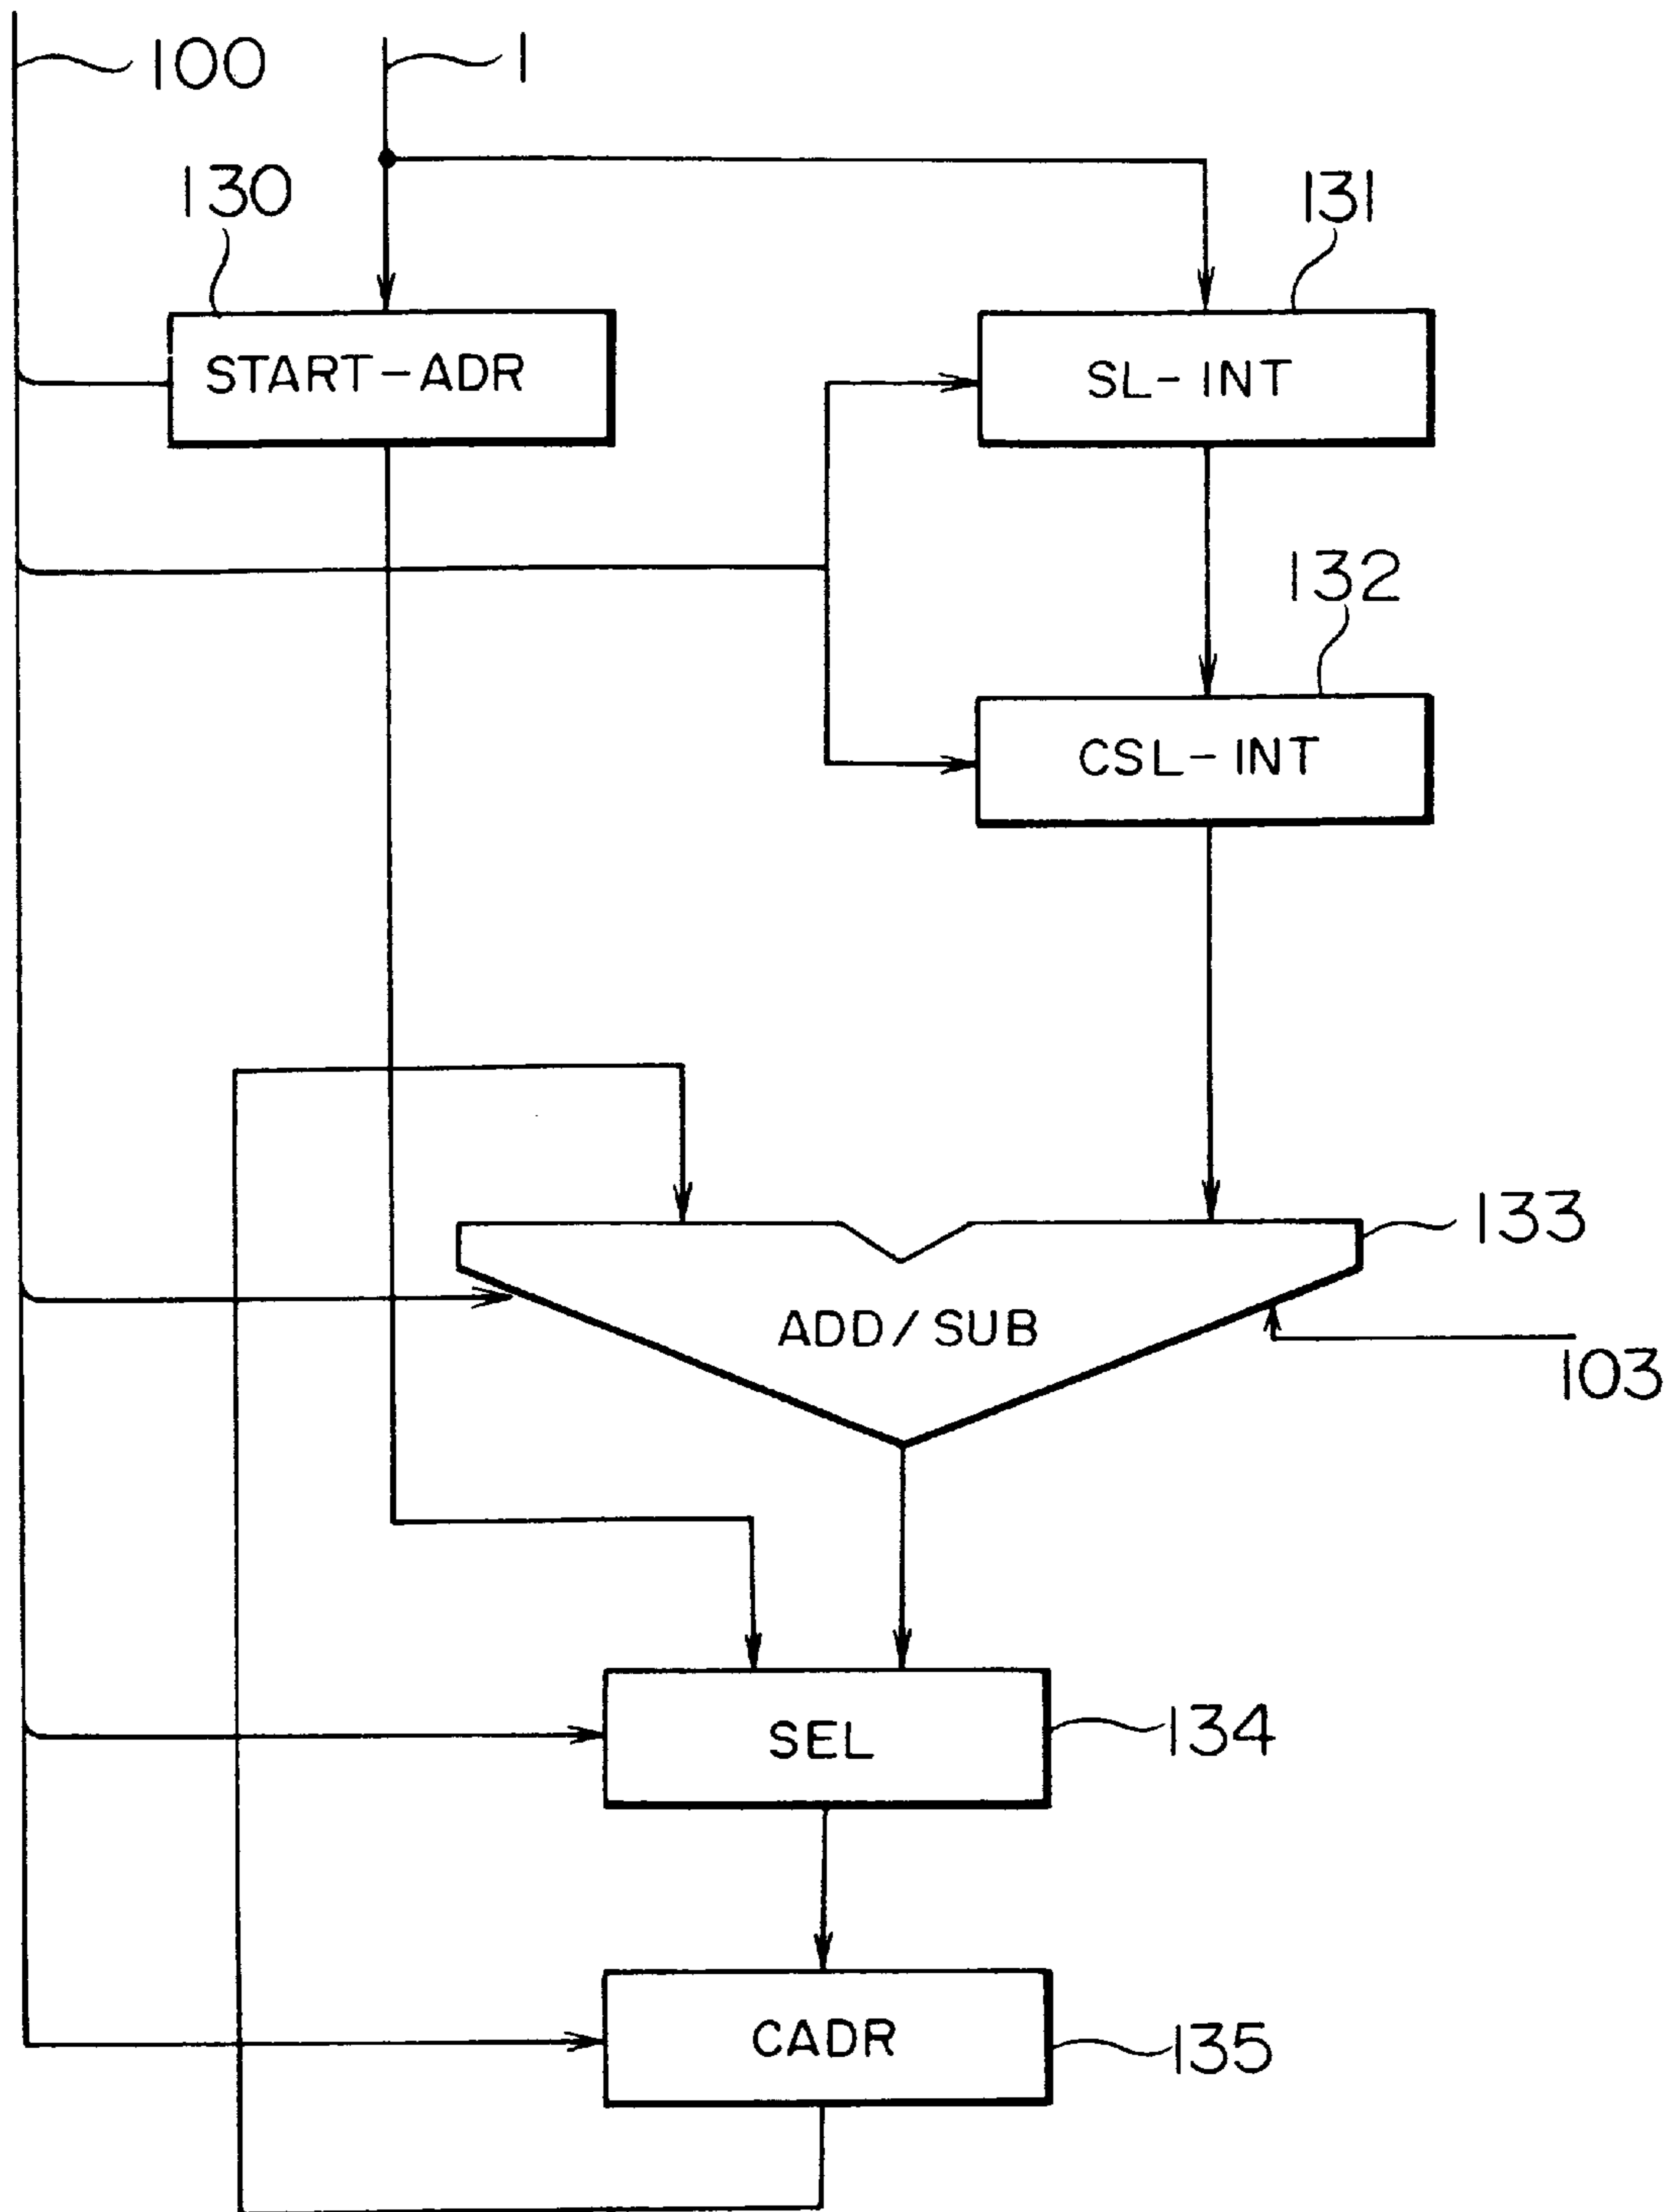 100
1
130
131
START-ADR
SL-INT
132
CSL-INT
133
ADD/SUB
103
SEL
134
CADR
135